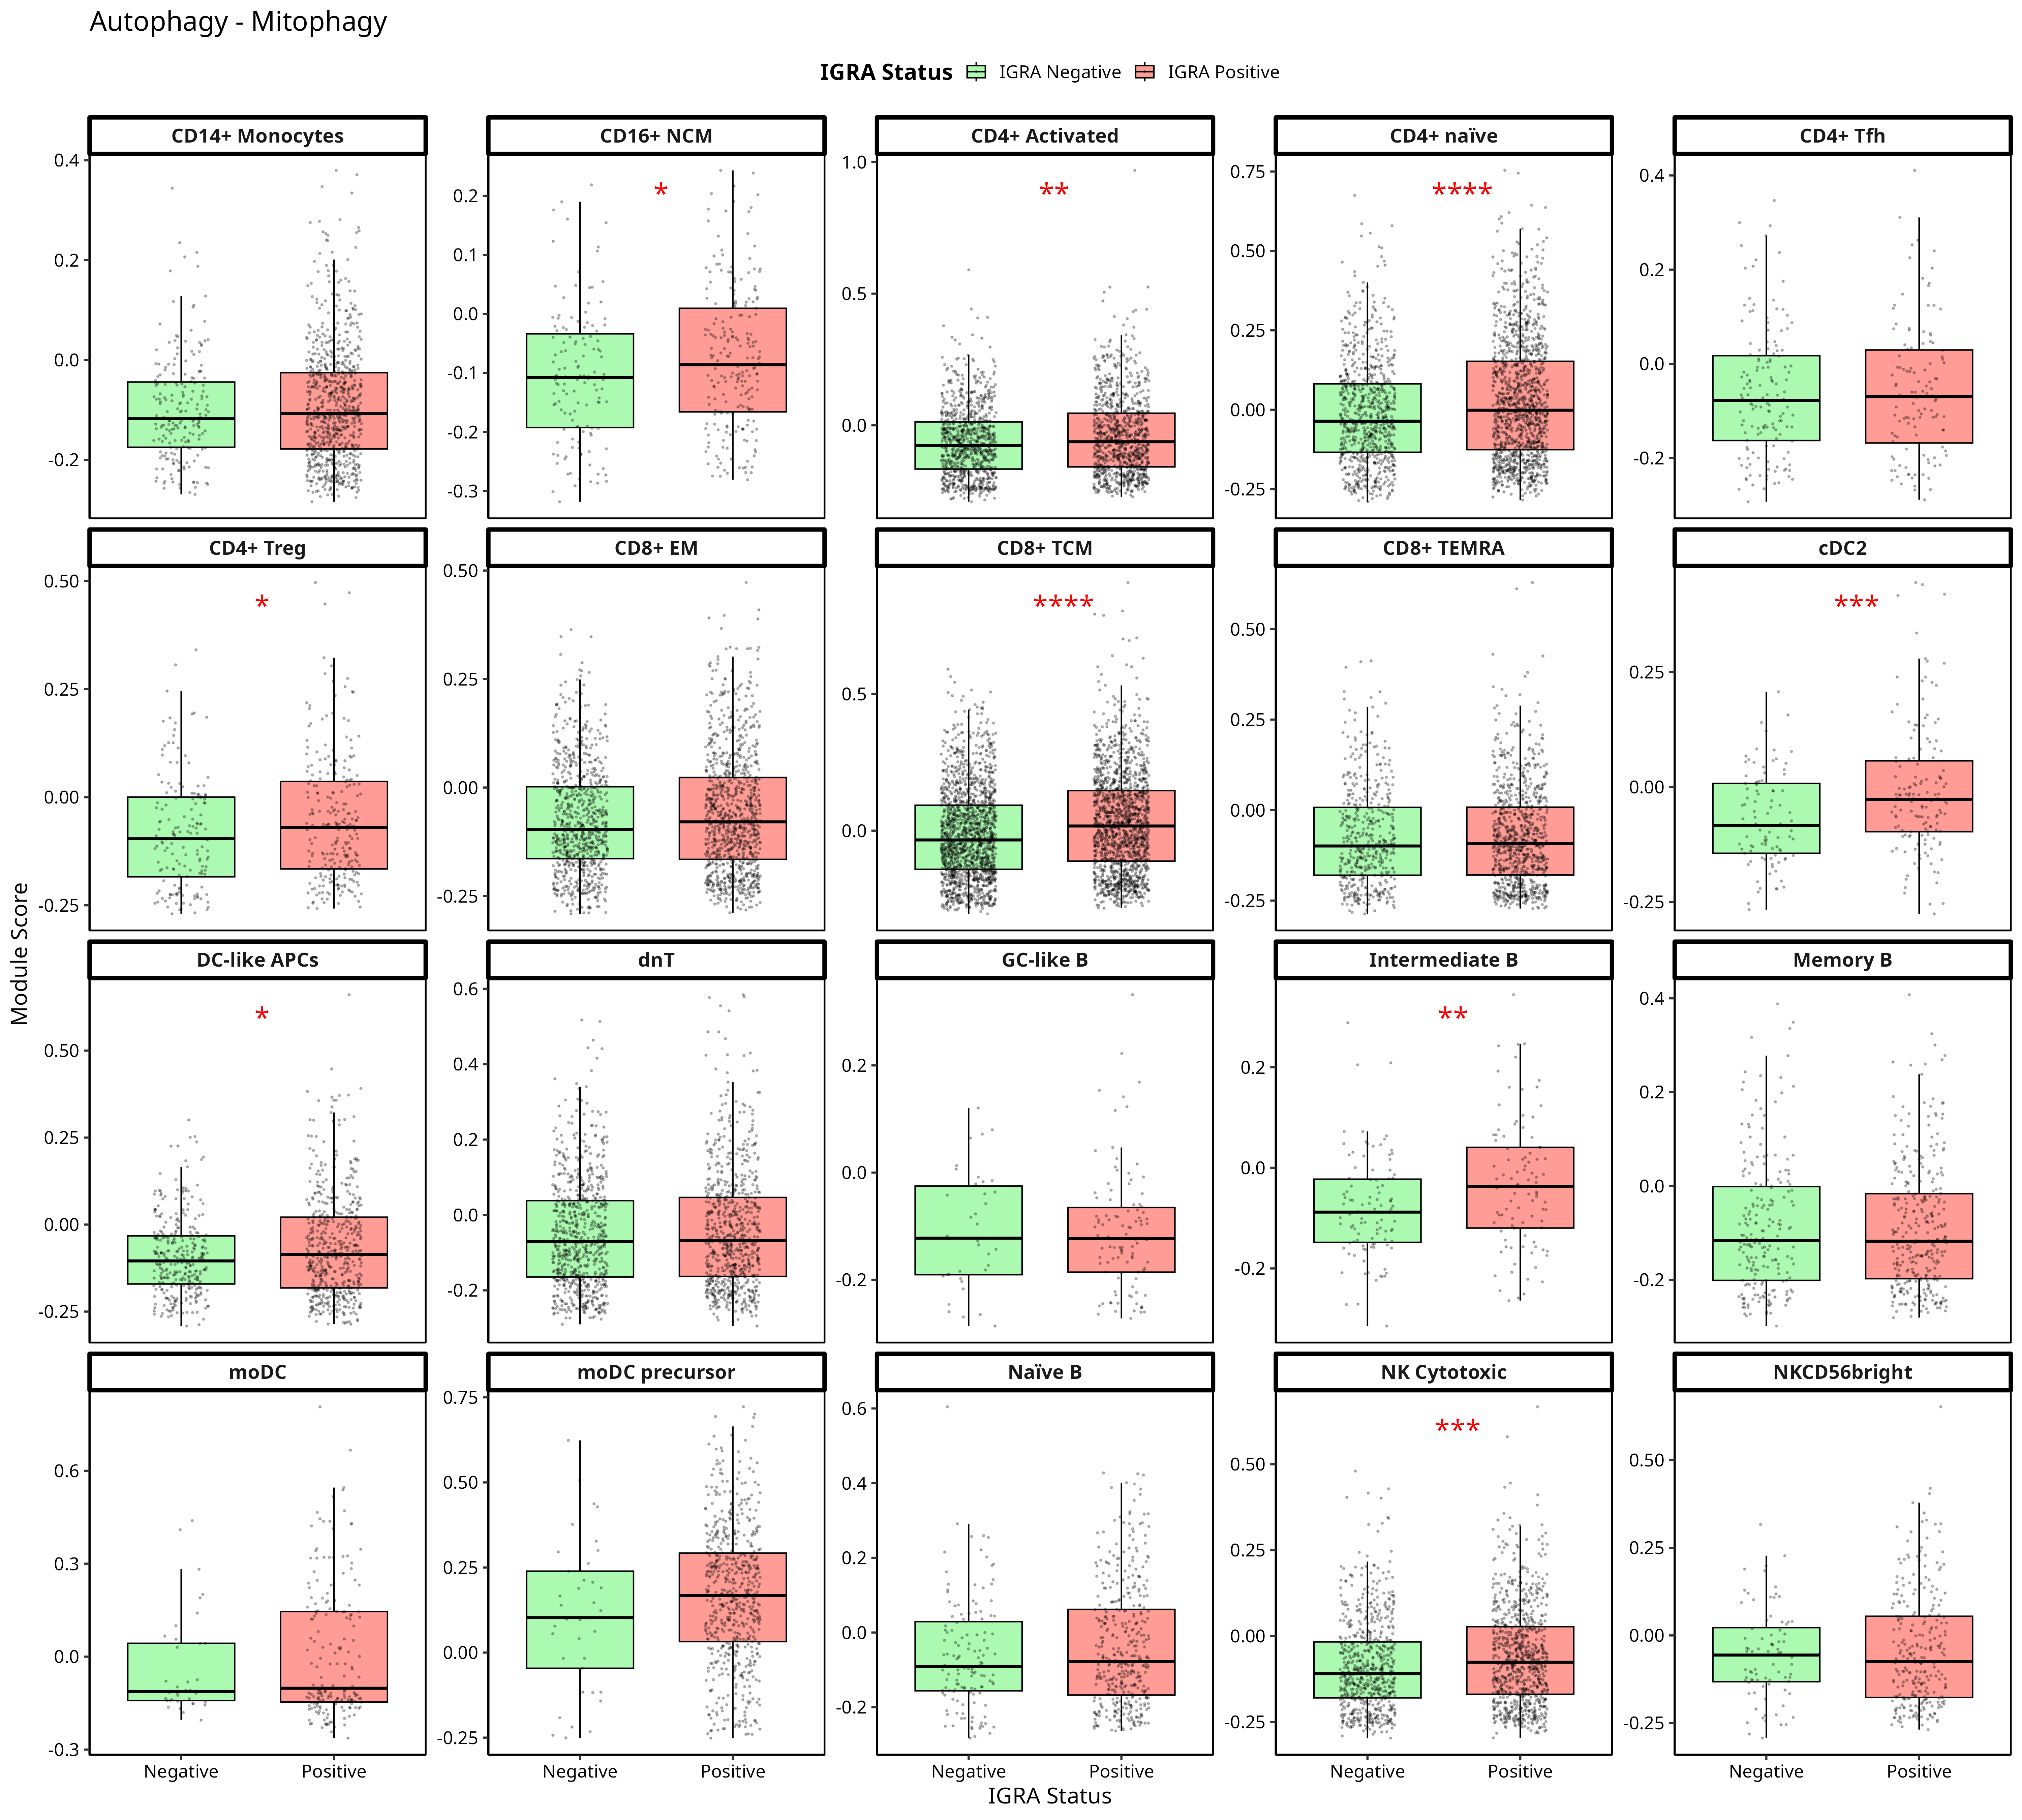 Autophagy - Mitophagy
IGRA Status IGRA Negative IGRA Positive
CD14+ Monocytes CD16+ NCM CD4+ Activated CD4+ naïve CD4+ Tfh
0.4 0.2 0.0 -0.2
* 0.2 0.1 0.0 -0.1 -0.2 -0.3
** 1.0 0.5 0.0
**** 0.75 0.50 0.25 0.00 -0.25
0.4 0.2 0.0 -0.2
CD4+ Treg CD8+ EM CD8+ TCM CD8+ TEMRA cDC2
* 0.50 0.25 0.00 -0.25
0.50 0.25 0.00 -0.25
**** 0.5 0.0
0.50 0.25 0.00 -0.25
*** 0.25 0.00 -0.25
Module Score
DC-like APCs dnT GC-like B Intermediate B Memory B
* 0.50 0.25 0.00 -0.25
0.6 0.4 0.2 0.0 -0.2
0.2 0.0 -0.2
** 0.2 0.0 -0.2
0.4 0.2 0.0 -0.2
moDC moDC precursor Naïve B NK Cytotoxic NKCD56bright
0.6 0.3 0.0 -0.3
0.75 0.50 0.25 0.00 -0.25
0.6 0.4 0.2 0.0 -0.2
*** 0.50 0.25 0.00 -0.25
0.50 0.25 0.00 -0.25
Negative Positive Negative Positive Negative Positive Negative Positive Negative Positive
IGRA Status